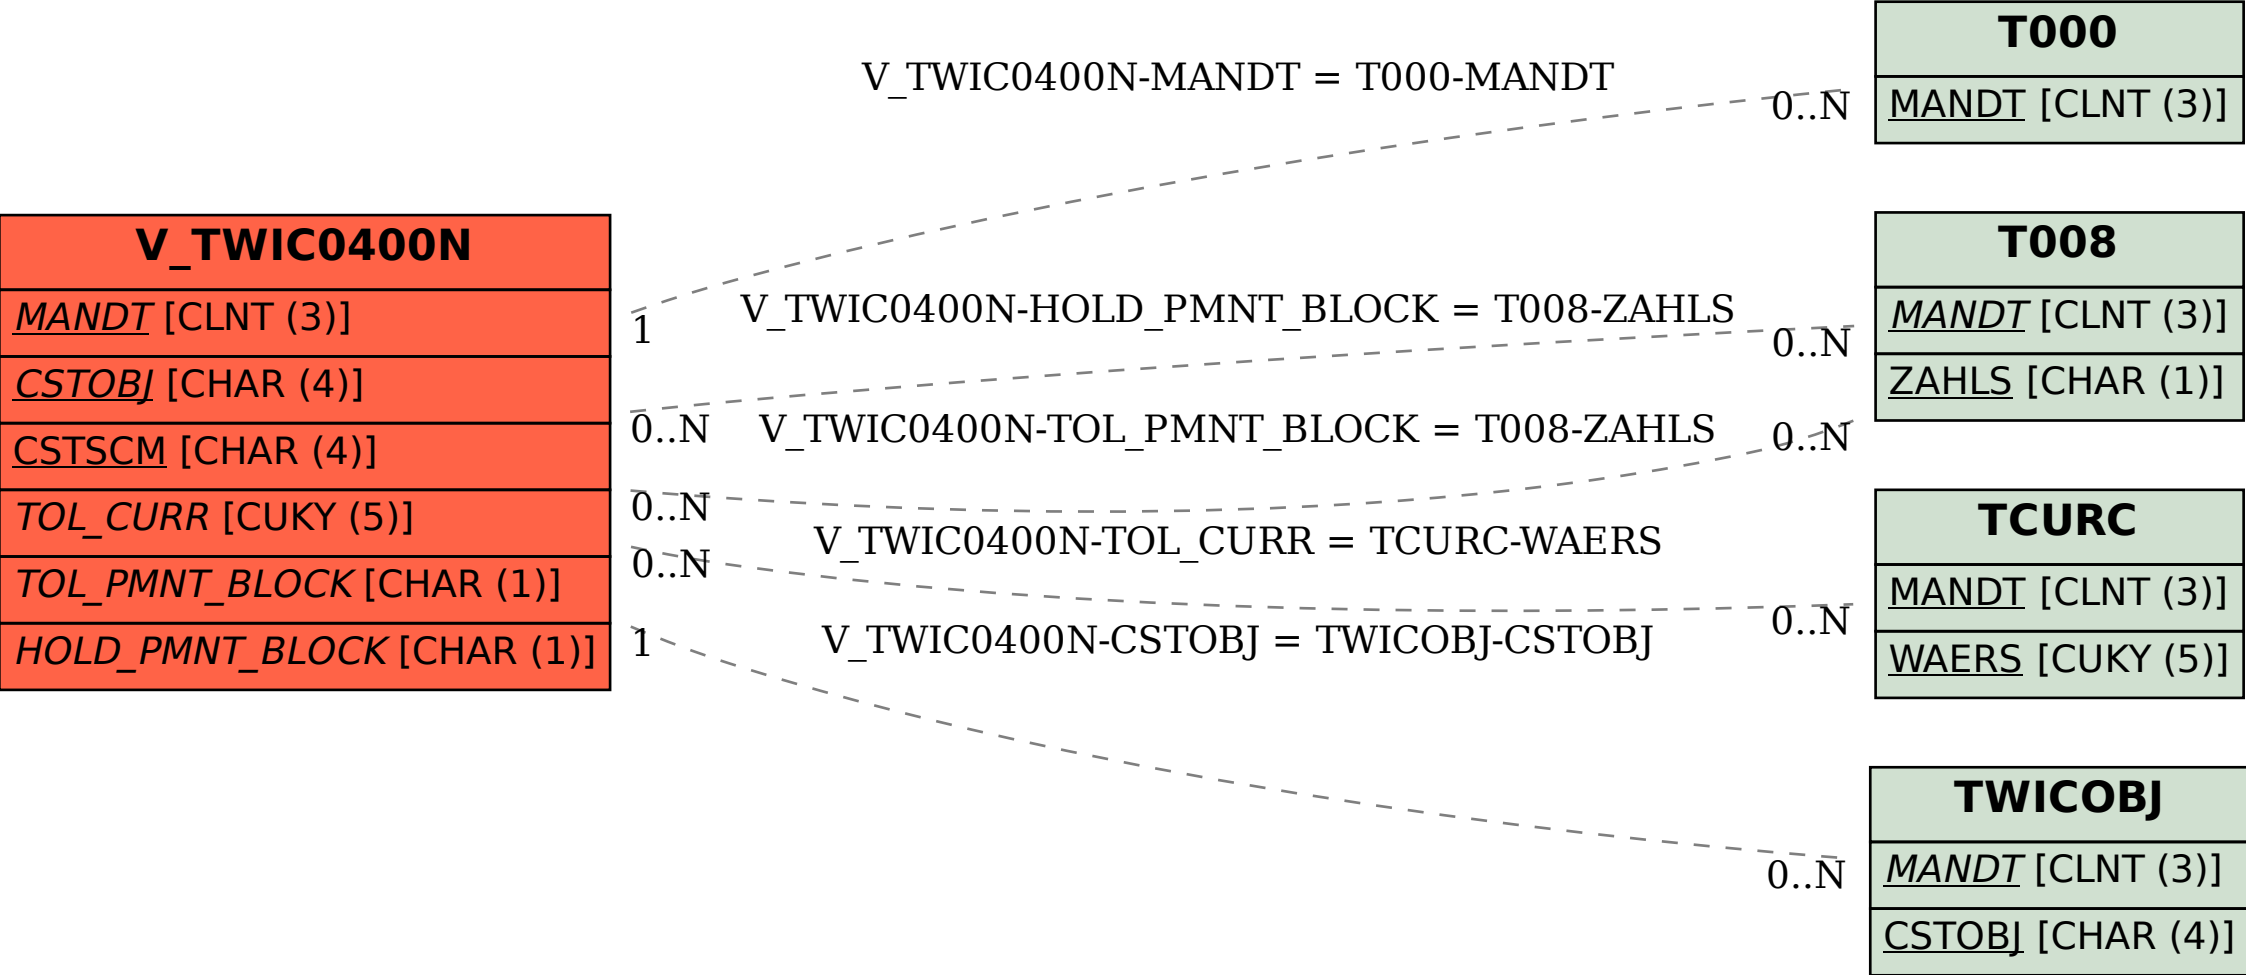 V_TWIC0400N
MANDT [CLNT (3)]
CSTOBJ [CHAR (4)]
CSTSCM [CHAR (4)]
TOL_CURR [CUKY (5)]
TOL_PMNT_BLOCK [CHAR (1)]
HOLD_PMNT_BLOCK [CHAR (1)]
V_TWIC0400N-MANDT = T000-MANDT
0..N
1
V_TWIC0400N-HOLD_PMNT_BLOCK = T008-ZAHLS
0..N
0..N
V_TWIC0400N-TOL_PMNT_BLOCK = T008-ZAHLS
0..N
0..N
V_TWIC0400N-TOL_CURR = TCURC-WAERS
0..N
0..N
V_TWIC0400N-CSTOBJ = TWICOBJ-CSTOBJ
1
0..N
T000
MANDT [CLNT (3)]
T008
MANDT [CLNT (3)]
ZAHLS [CHAR (1)]
TCURC
MANDT [CLNT (3)]
WAERS [CUKY (5)]
TWICOBJ
MANDT [CLNT (3)]
CSTOBJ [CHAR (4)]